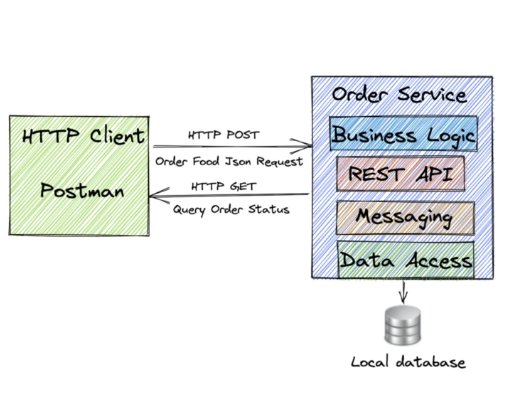 HTTP Client
Postman
HTTP POST
Order Food Json Request
HTTP GET
Query Order Status
Order Service
Business Logic
REST API
Messaging
Data Access
Local database